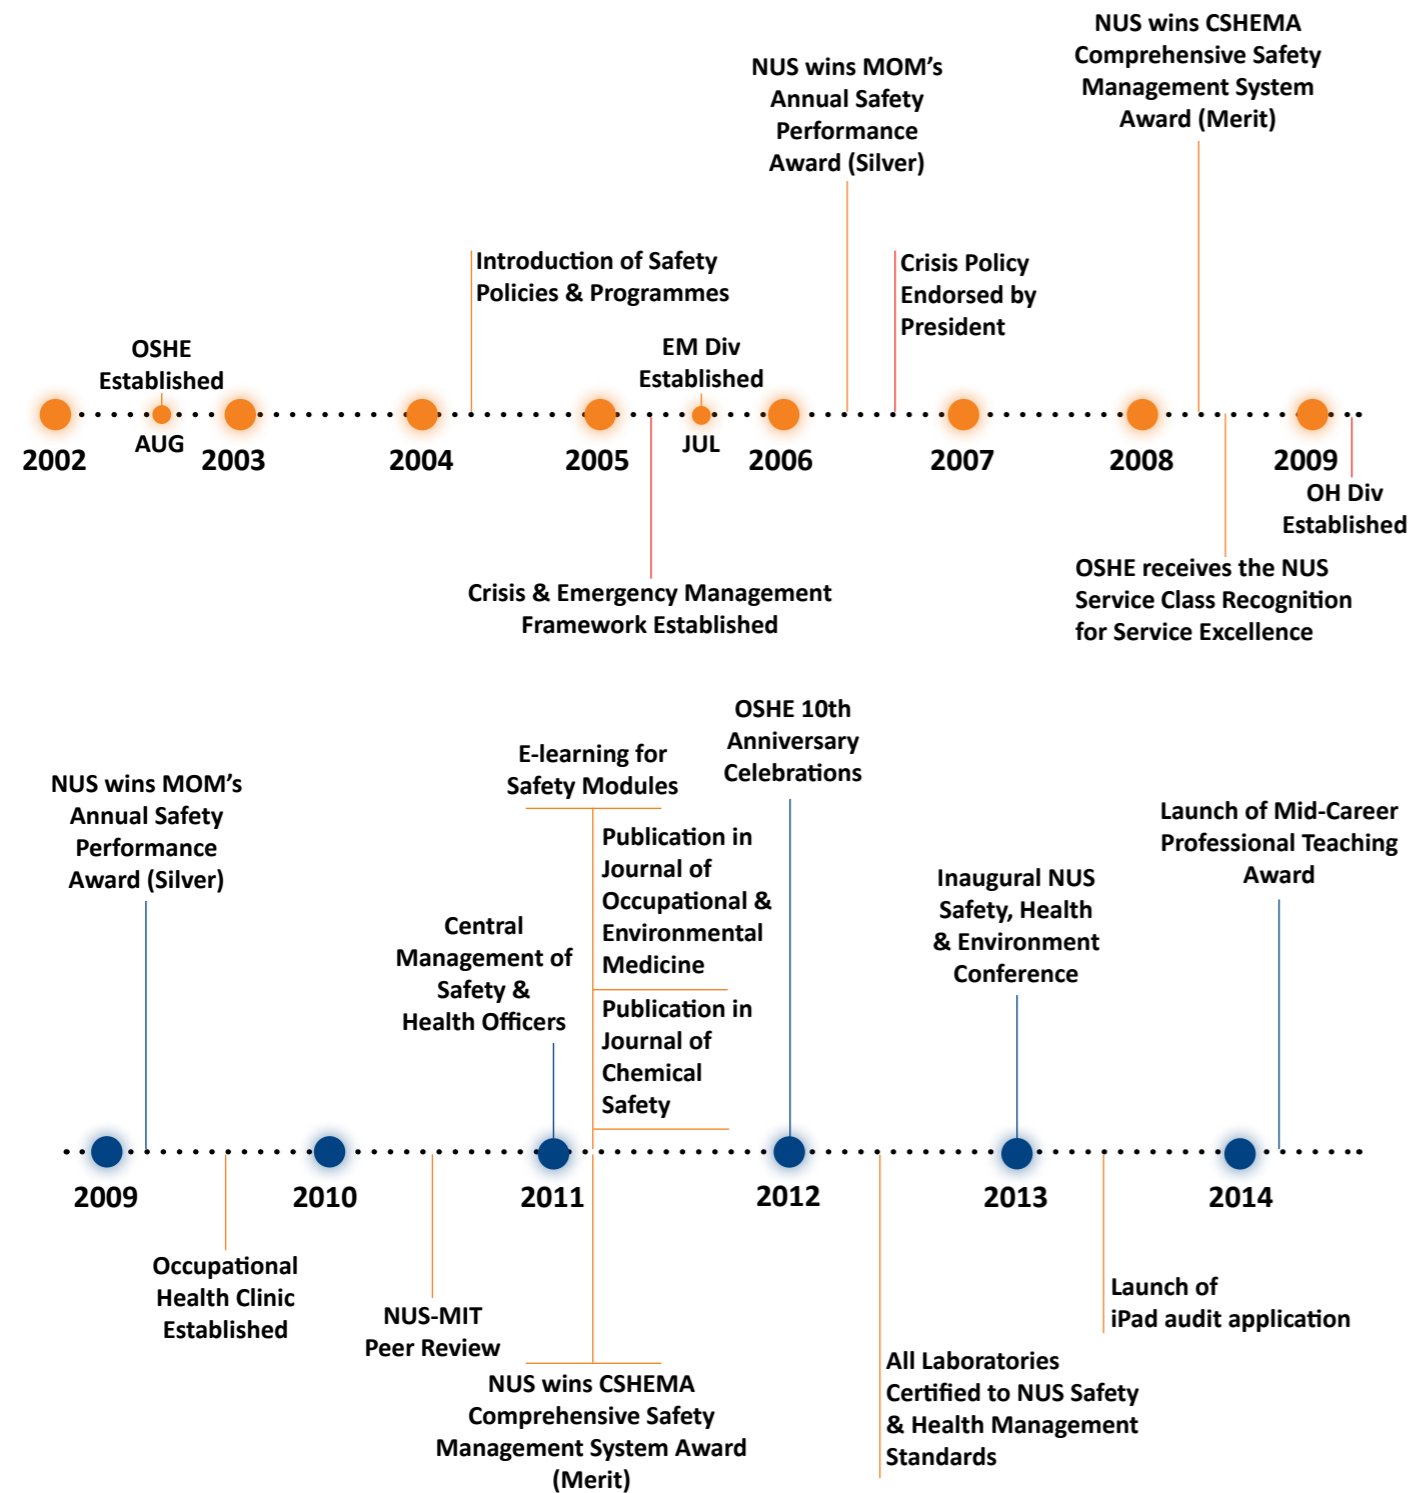 NUS wins CSHEMA
Comprehensive Safety
Management System
Award (Merit)
NUS wins MOM’s
Annual Safety
Performance
Award (Silver)
Introduction of Safety
Policies & Programmes
Crisis Policy
Endorsed by
President
OSHE
Established
EM Div
Established
AUG
JUL
2002
2003
2004
2005
2006
2007
2008
2009
OH Div
Established
Crisis & Emergency Management
Framework Established
OSHE receives the NUS
Service Class Recognition
for Service Excellence
NUS wins MOM’s
Annual Safety
Performance
Award (Silver)
Central
Management of
Safety &
Health Officers
E-learning for
Safety Modules
Publication in
Journal of
Occupational &
Environmental
Medicine
Publication in
Journal of
Chemical
Safety
OSHE 10th
Anniversary
Celebrations
Inaugural NUS
Safety, Health
& Environment
Conference
Launch of Mid-Career
Professional Teaching
Award
2009
2010
2011
2012
2013
2014
Occupational
Health Clinic
Established
NUS-MIT
Peer Review
NUS wins CSHEMA
Comprehensive Safety
Management System Award
(Merit)
All Laboratories
Certified to NUS Safety
& Health Management
Standards
Launch of
iPad audit application